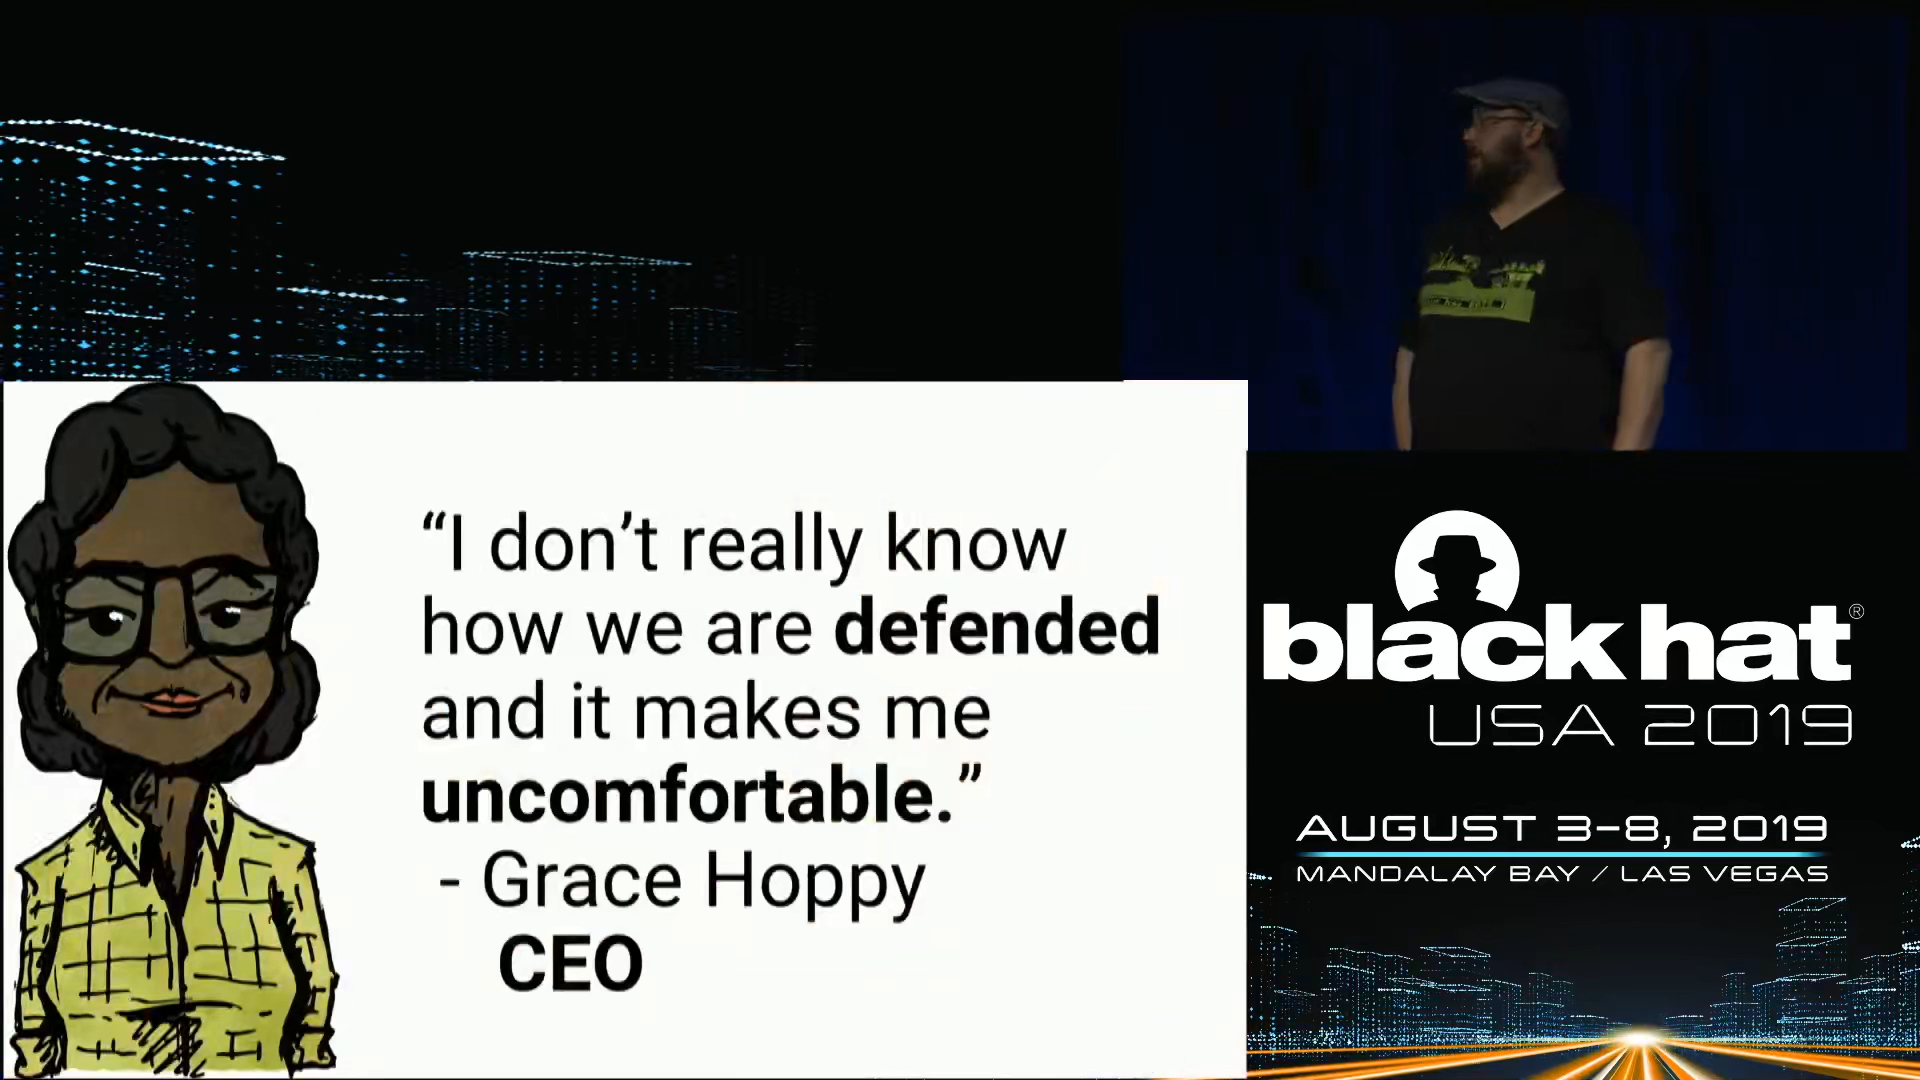 “I don’t really know
how we are defended
and it makes me
uncomfortable.”
- Grace Hoppy
CEO
black hat®
USA 2019
AUGUST 3-8, 2019
MANDALAY BAY / LAS VEGAS